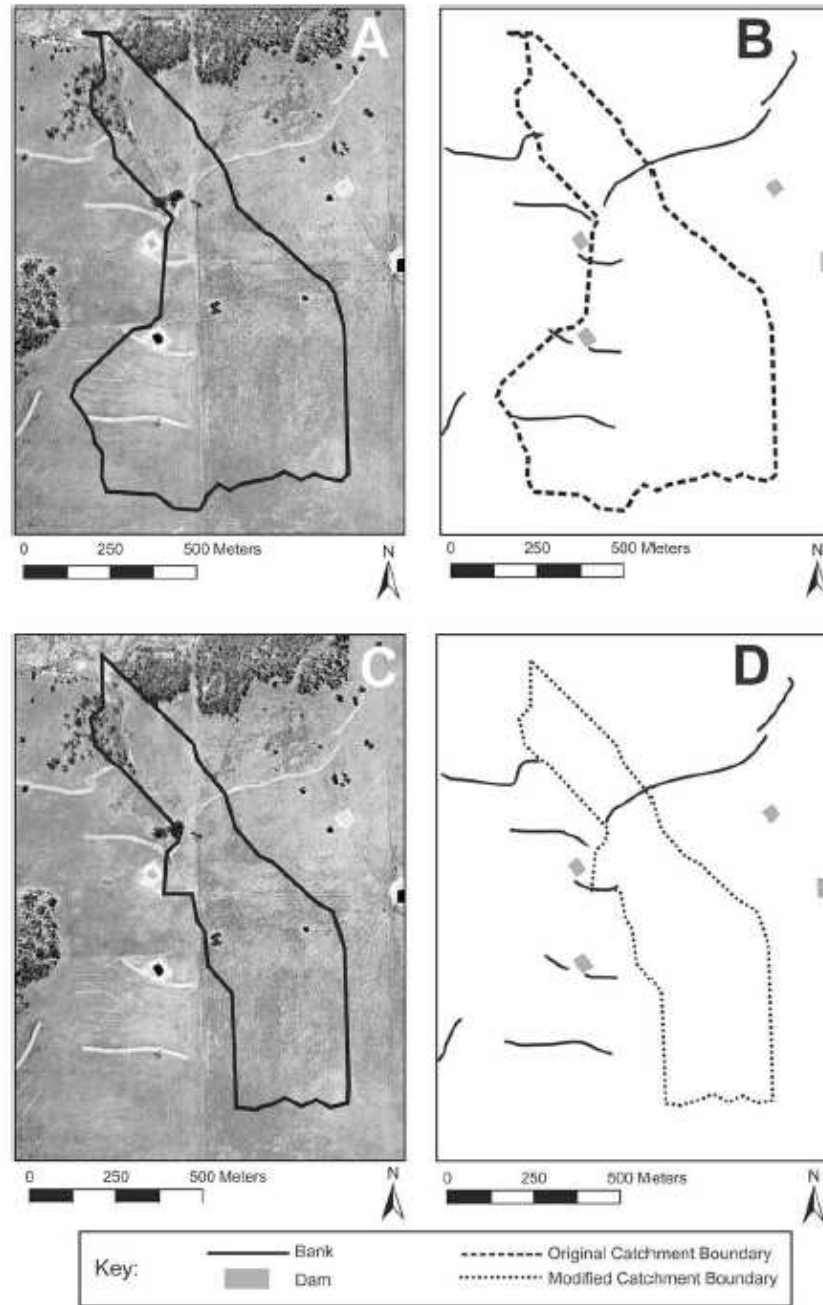 A
B
0 250 500 Meters
N
0 250 500 Meters
N
C
D
0 250 500 Meters
N
0 250 500 Meters
N
Key:
Bank
Original Catchment Boundary
Dam
Modified Catchment Boundary